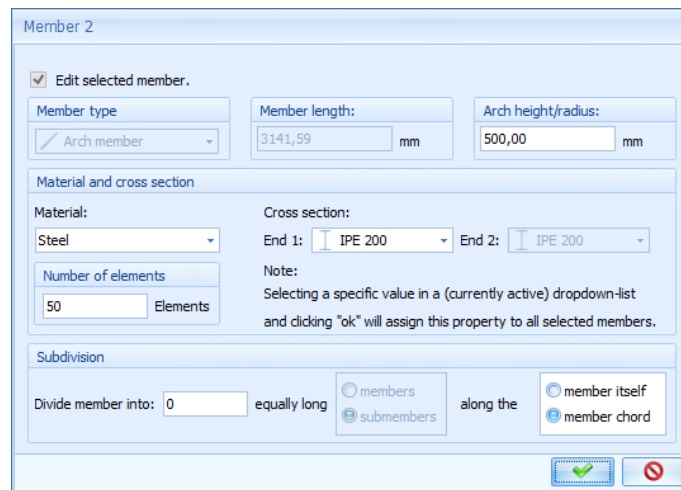 Member 2
Edit selected member.
Member type
Member length:
Arch height/radius:
Arch member
3141,59 mm
500,00 mm
Material and cross section
Material:
Cross section:
Steel
End 1: IPE 200 End 2: IPE 200
Number of elements
Note:
50 Elements
Selecting a specific value in a (currently active) dropdown-list
and clicking "ok" will assign this property to all selected members.
Subdivision
Divide member into: 0 equally long
members
submembers
along the
member itself
member chord